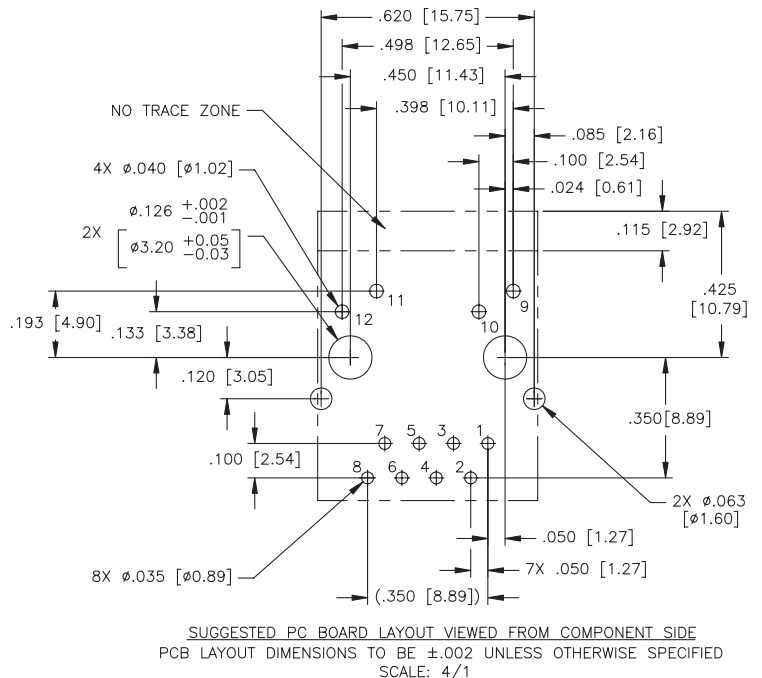 .620 [15.75]
.498 [12.65]
.450 [11.43]
.398 [10.11]
NO TRACE ZONE
.085 [2.16]
4X ø.040 [ø1.02]
.100 [2.54]
.024 [0.61]
ø.126 +.002
-.001
2X
ø3.20 +0.05
-0.03
.115 [2.92]
.425
[10.79]
11
9
12
10
.193 [4.90]
.133 [3.38]
.120 [3.05]
.350[8.89]
7
5
3
1
.100 [2.54]
8
6
4
2
2X ø.063
[ø1.60]
.050 [1.27]
8X ø.035 [ø0.89]
7X .050 [1.27]
(.350 [8.89])
SUGGESTED PC BOARD LAYOUT VIEWED FROM COMPONENT SIDE
PCB LAYOUT DIMENSIONS TO BE ±.002 UNLESS OTHERWISE SPECIFIED
SCALE: 4/1